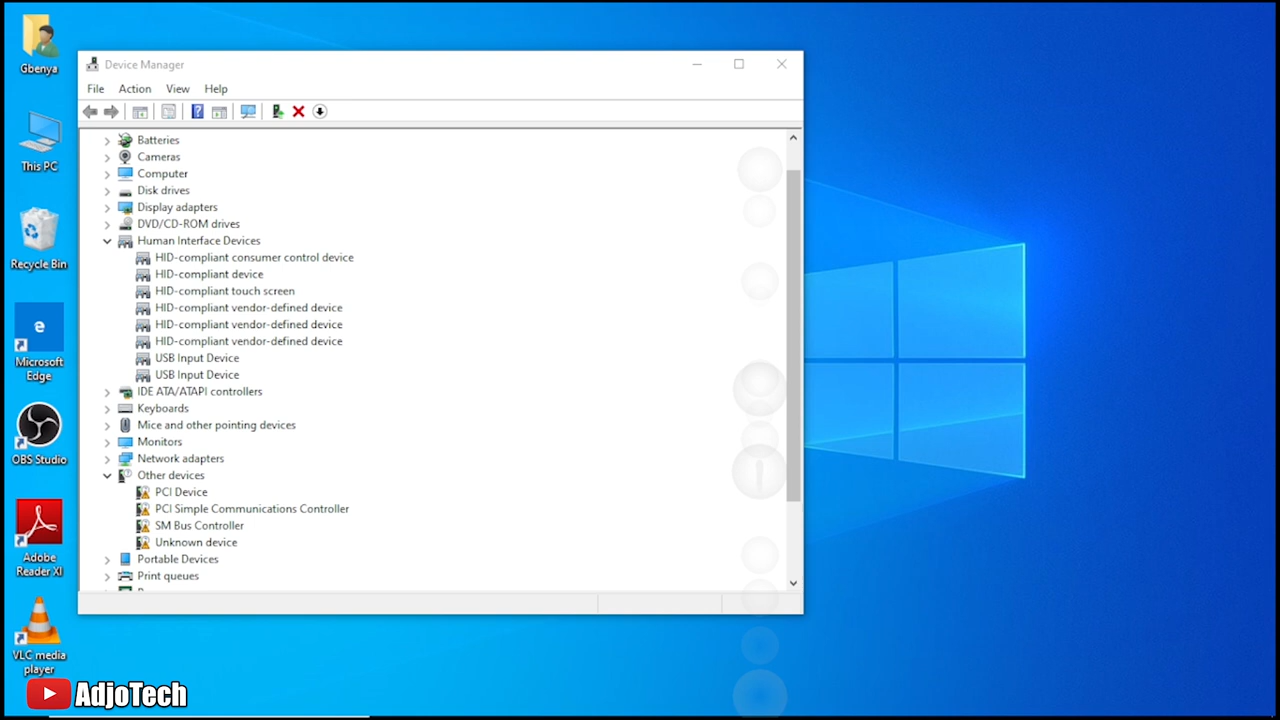 Gbenya
This PC
Recycle Bin
e
Microsoft
Edge
OBS Studio
Adobe
Reader XI
VLC media
player
Device Manager
File Action View Help
Batteries
Cameras
Computer
Disk drives
Display adapters
DVD/CD-ROM drives
Human Interface Devices
HID-compliant consumer control device
HID-compliant device
HID-compliant touch screen
HID-compliant vendor-defined device
HID-compliant vendor-defined device
HID-compliant vendor-defined device
USB Input Device
USB Input Device
IDE ATA/ATAPI controllers
Keyboards
Mice and other pointing devices
Monitors
Network adapters
Other devices
PCI Device
PCI Simple Communications Controller
SM Bus Controller
Unknown device
Portable Devices
Print queues
AdjoTech